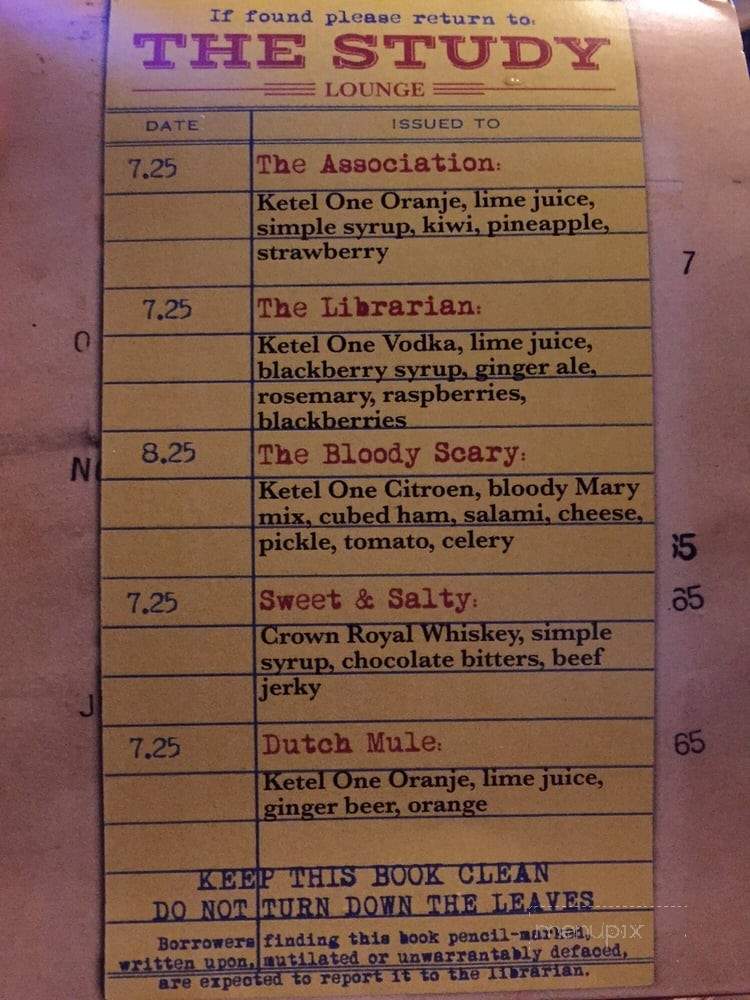 If found please return to:
THE STUDY
LOUNGE
DATE ISSUED TO
7.25 The Association:
Ketel One Oranje, lime juice,
simple syrup, kiwi, pineapple,
strawberry
7
7.25 The Librarian:
Ketel One Vodka, lime juice,
blackberry syrup, ginger ale,
rosemary, raspberries,
blackberries
8.25 The Bloody Scary:
Ketel One Citroen, bloody Mary
mix, cubed ham, salami, cheese,
pickle, tomato, celery
7.25 Sweet & Salty:
Crown Royal Whiskey, simple
syrup, chocolate bitters, beef
jerky
7.25 Dutch Mule:
65
Ketel One Oranje, lime juice,
ginger beer, orange
KEEP THIS BOOK CLEAN
DO NOT TURN DOWN THE LEAVES
Borrowers finding this book pencil-marked,
written upon, mutilated or unwarrantably defaced,
are expected to report it to the librarian.
menupix